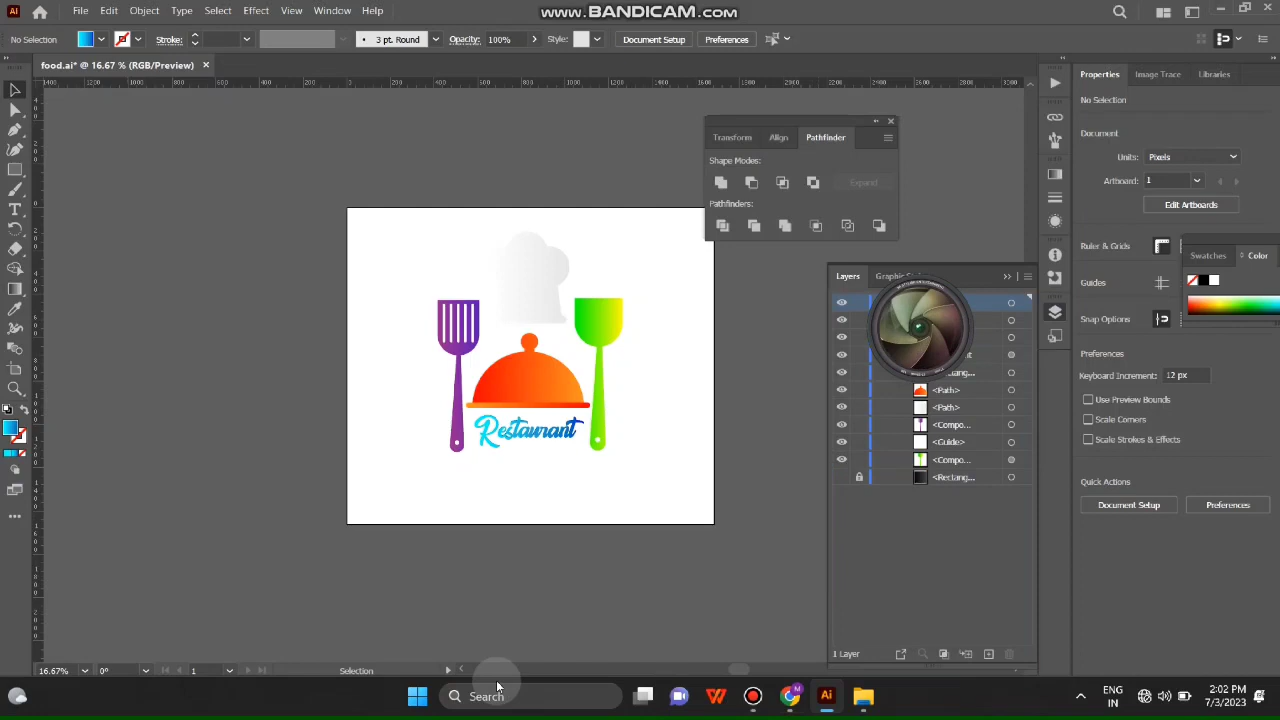 www.BANDICAM.com
Ai File Edit Object Type Select Effect View Window Help
No Selection Stroke: 3 pt. Round Opacity: 100% Style: Document Setup Preferences
food.ai* @ 16.67 % (RGB/Preview)
Properties Image Trace Libraries
No Selection
Document
Units: Pixels
Artboard: 1
Edit Artboards
Ruler & Grids
Swatches Color
Guides
Snap Options
Preferences
Keyboard Increment: 12 px
Use Preview Bounds
Scale Corners
Scale Strokes & Effects
Quick Actions
Document Setup Preferences
Transform Align Pathfinder
Shape Modes:
Expand
Pathfinders:
Layers
<Path>
<Path>
<Compo...
<Guide>
<Compo...
<Rectang...
1 Layer
Restaurant
16.67% 0° 1 Selection
Search
Ai
ENG
IN
2:02 PM
7/3/2023